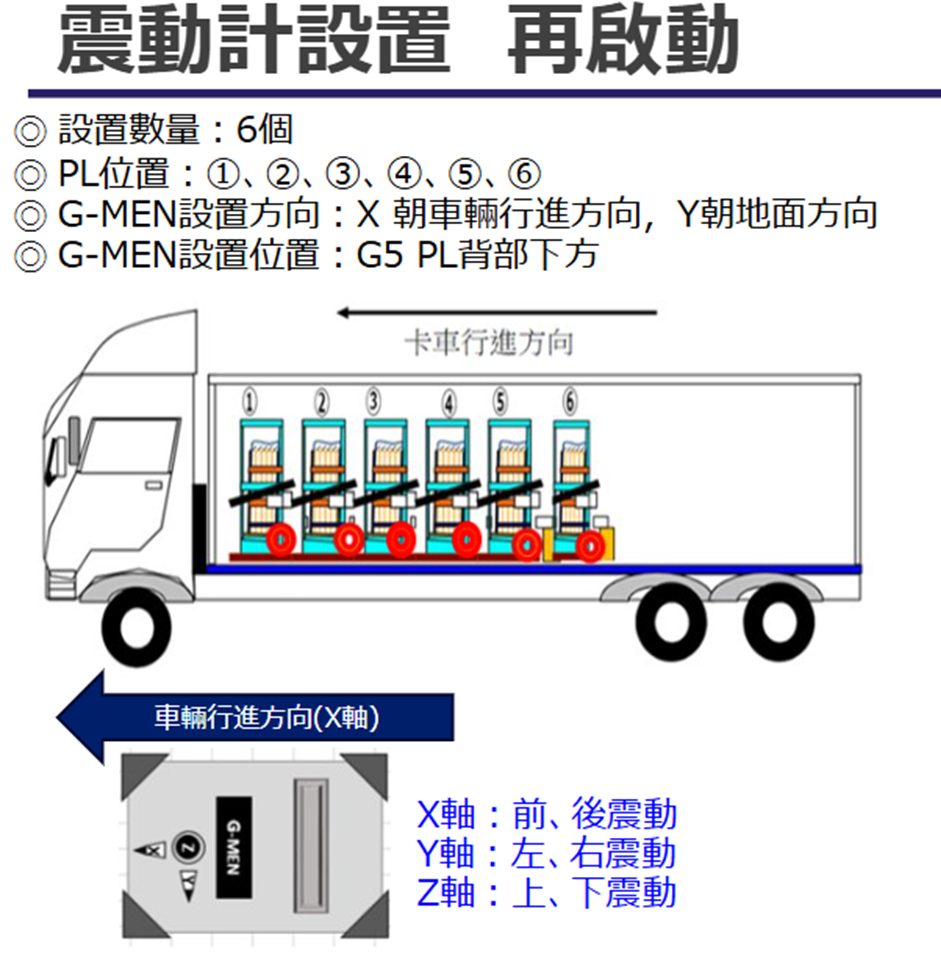 震動計設置 再啟動
◎ 設置數量：6個
◎ PL位置：①、②、③、④、⑤、⑥
◎ G-MEN設置方向：X 朝車輛行進方向，Y朝地面方向
◎ G-MEN設置位置：G5 PL背部下方
卡車行進方向
① ② ③ ④ ⑤ ⑥
車輛行進方向(X軸)
X Z Y G-MEN
X軸：前、後震動
Y軸：左、右震動
Z軸：上、下震動